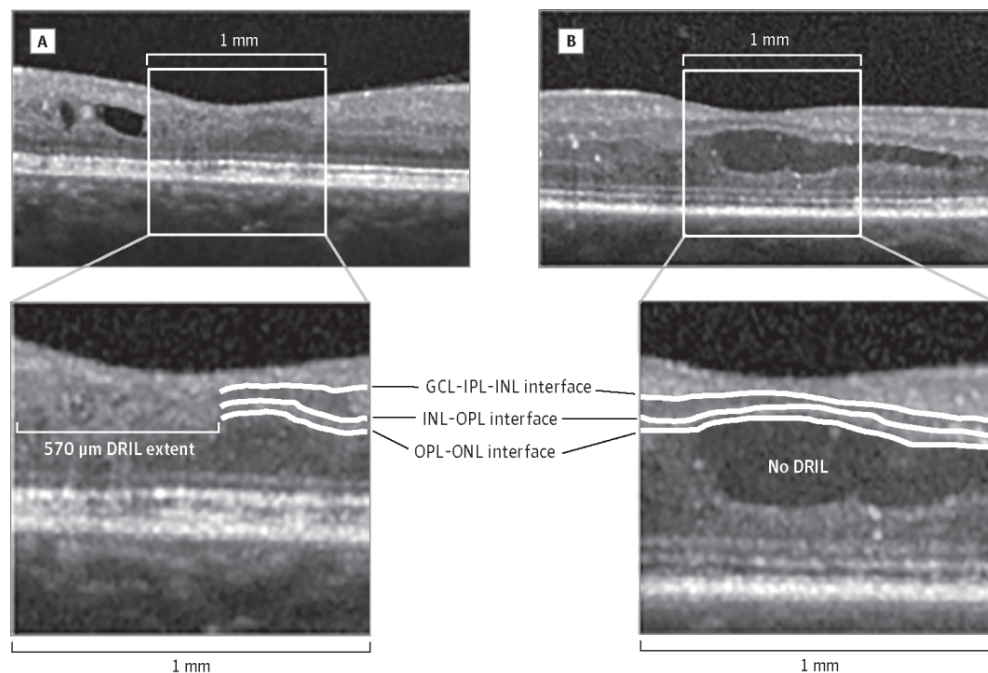 A
1 mm
B
1 mm
GCL-IPL-INL interface
INL-OPL interface
OPL-ONL interface
570 µm DRIL extent
No DRIL
1 mm
1 mm